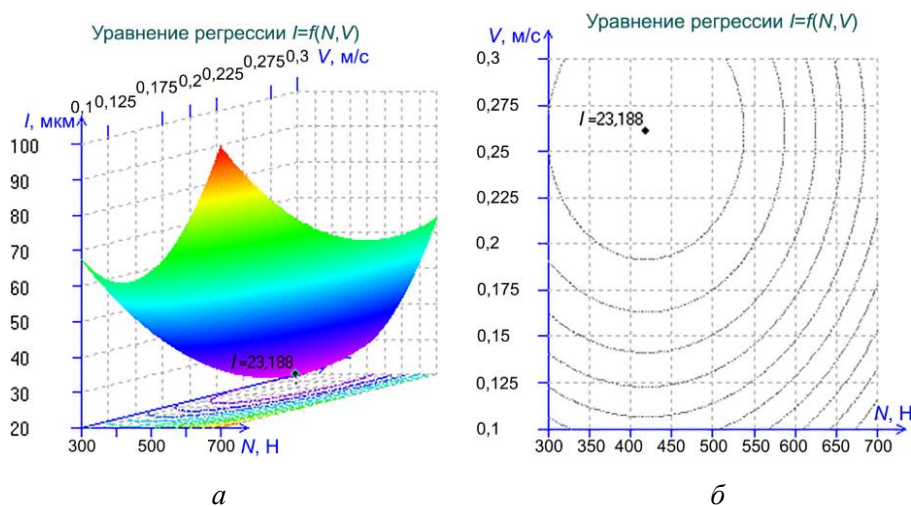 Уравнение регрессии I=f(N,V)
0,1 0,125 0,175 0,2 0,225 0,275 0,3 V, м/с
I, мкм
100
90
80
70
60
50
40
30
20
I=23,188
300 500 700 N, Н
а
Уравнение регрессии I=f(N,V)
V, м/с
0,3
0,275
0,25
0,2
0,175
0,15
0,125
0,1
I=23,188
N, Н
300 350 400 450 500 550 600 650 700
б